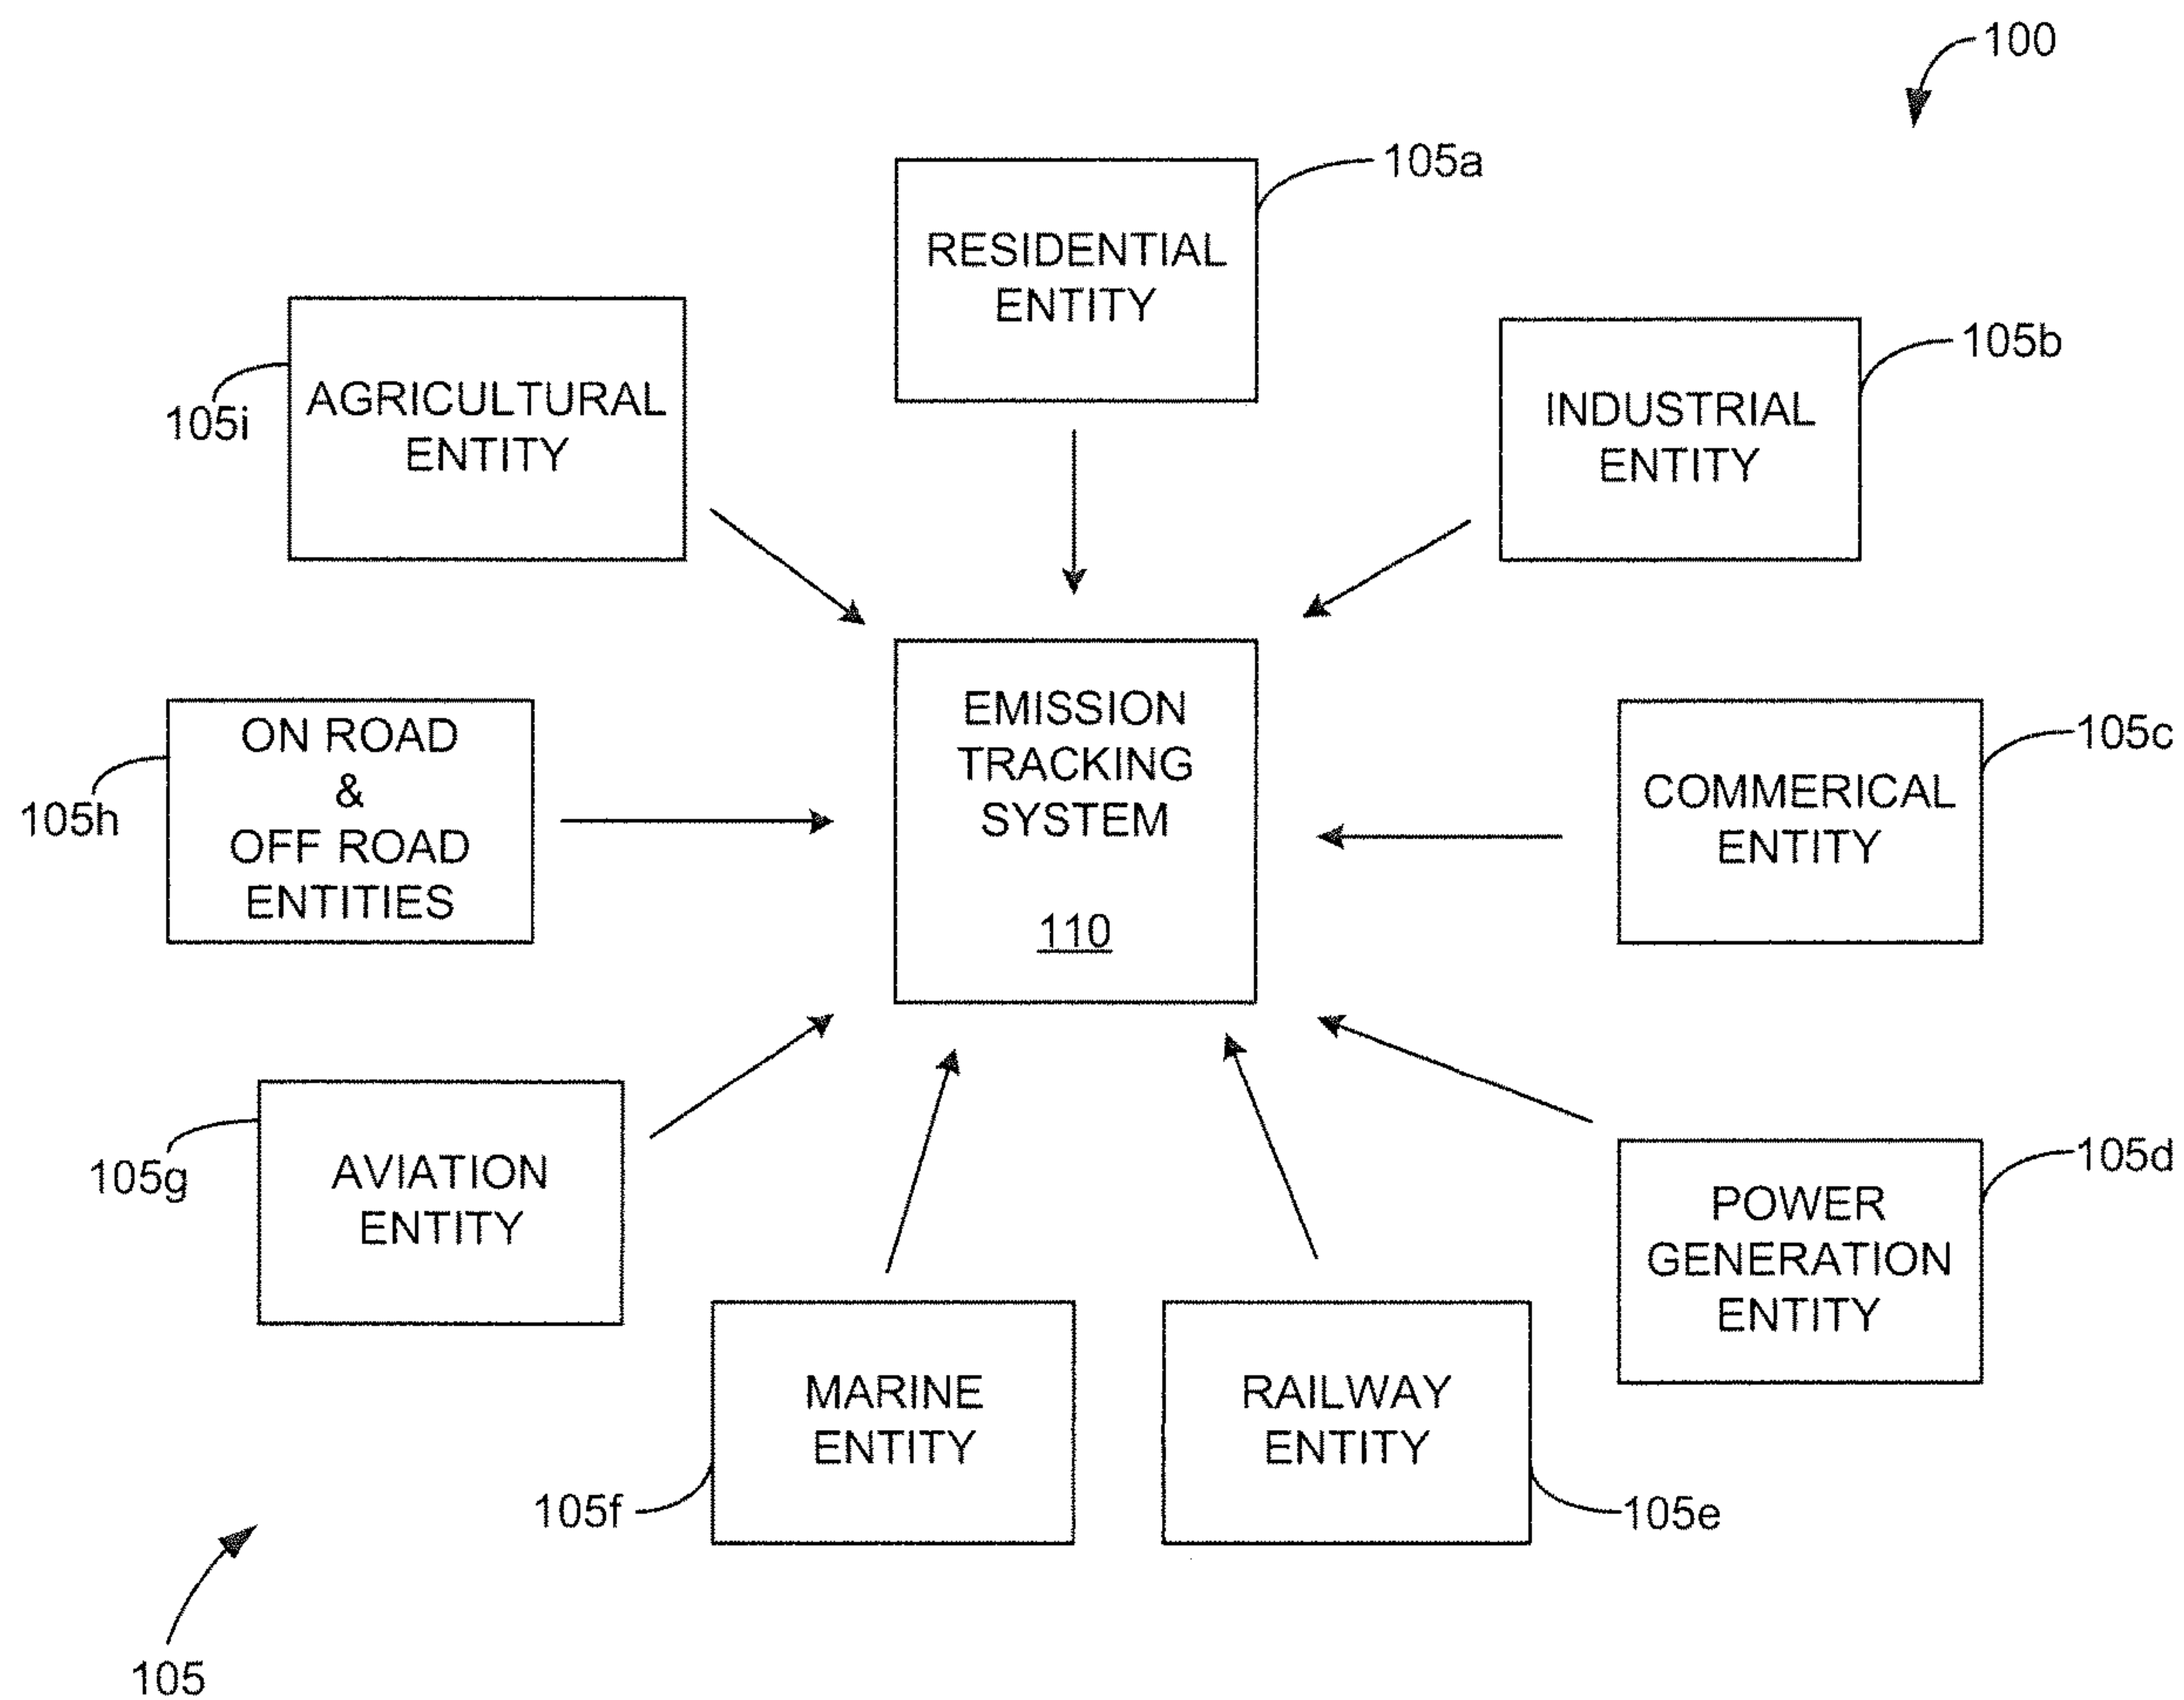 100
105a
RESIDENTIAL
ENTITY
105b
INDUSTRIAL
ENTITY
105i
AGRICULTURAL
ENTITY
105c
COMMERICAL
ENTITY
EMISSION
TRACKING
SYSTEM
110
105h
ON ROAD
&
OFF ROAD
ENTITIES
105g
AVIATION
ENTITY
105d
POWER
GENERATION
ENTITY
105f
MARINE
ENTITY
105e
RAILWAY
ENTITY
105